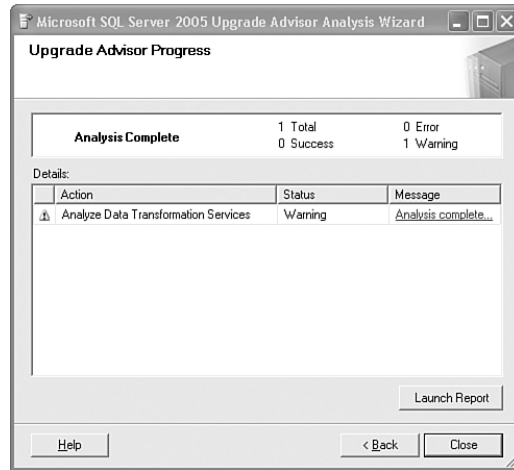 Microsoft SQL Server 2005 Upgrade Advisor Analysis Wizard
Upgrade Advisor Progress
Analysis Complete
1 Total
0 Error
0 Success
1 Warning
Details:
Action Status Message
Analyze Data Transformation Services Warning Analysis complete...
Launch Report
Help < Back Close